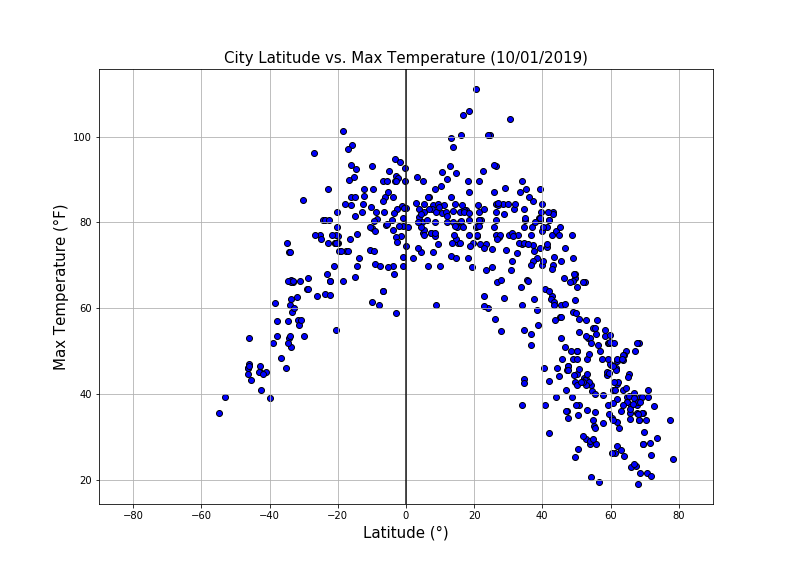 City Latitude vs. Max Temperature (10/01/2019)
Max Temperature (°F)
100
80
60
40
20
−80 −60 −40 −20 0 20 40 60 80
Latitude (°)